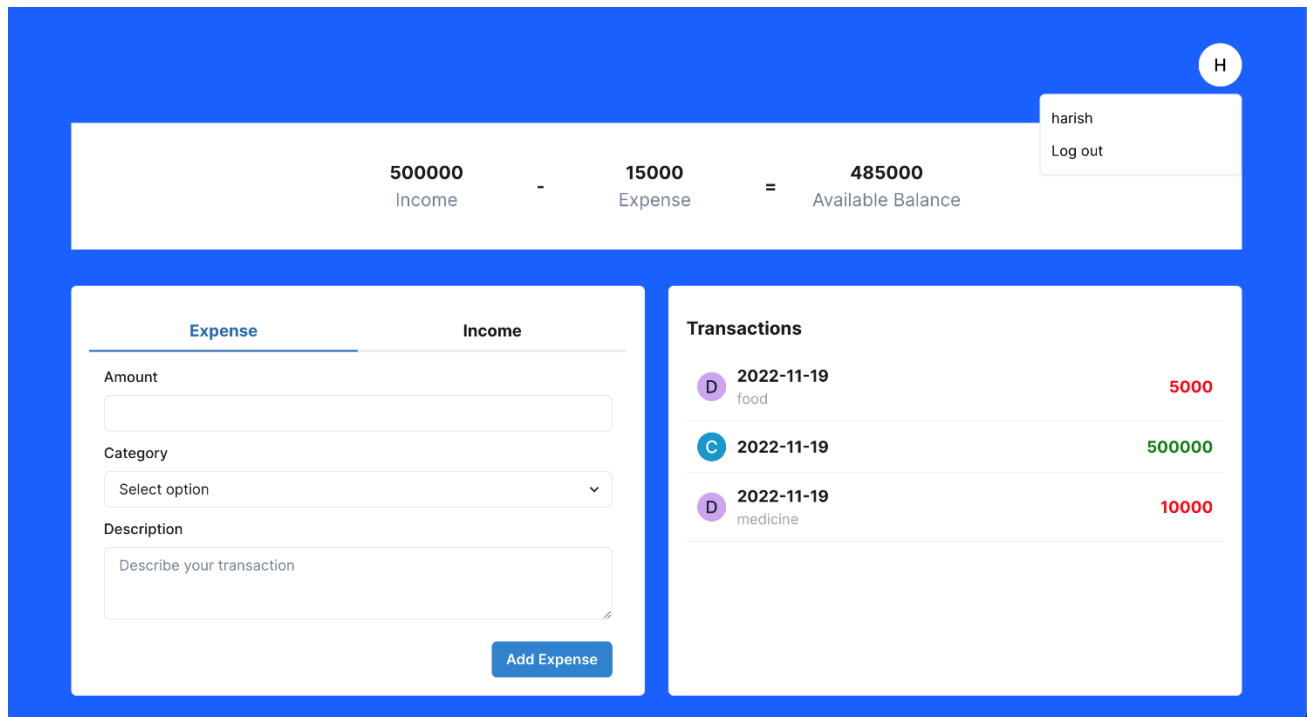 H
harish
Log out
500000 - 15000 = 485000
Income Expense Available Balance
Expense Income
Amount
Category
Select option
Description
Describe your transaction
Add Expense
Transactions
D 2022-11-19 5000
food
C 2022-11-19 500000
D 2022-11-19 10000
medicine